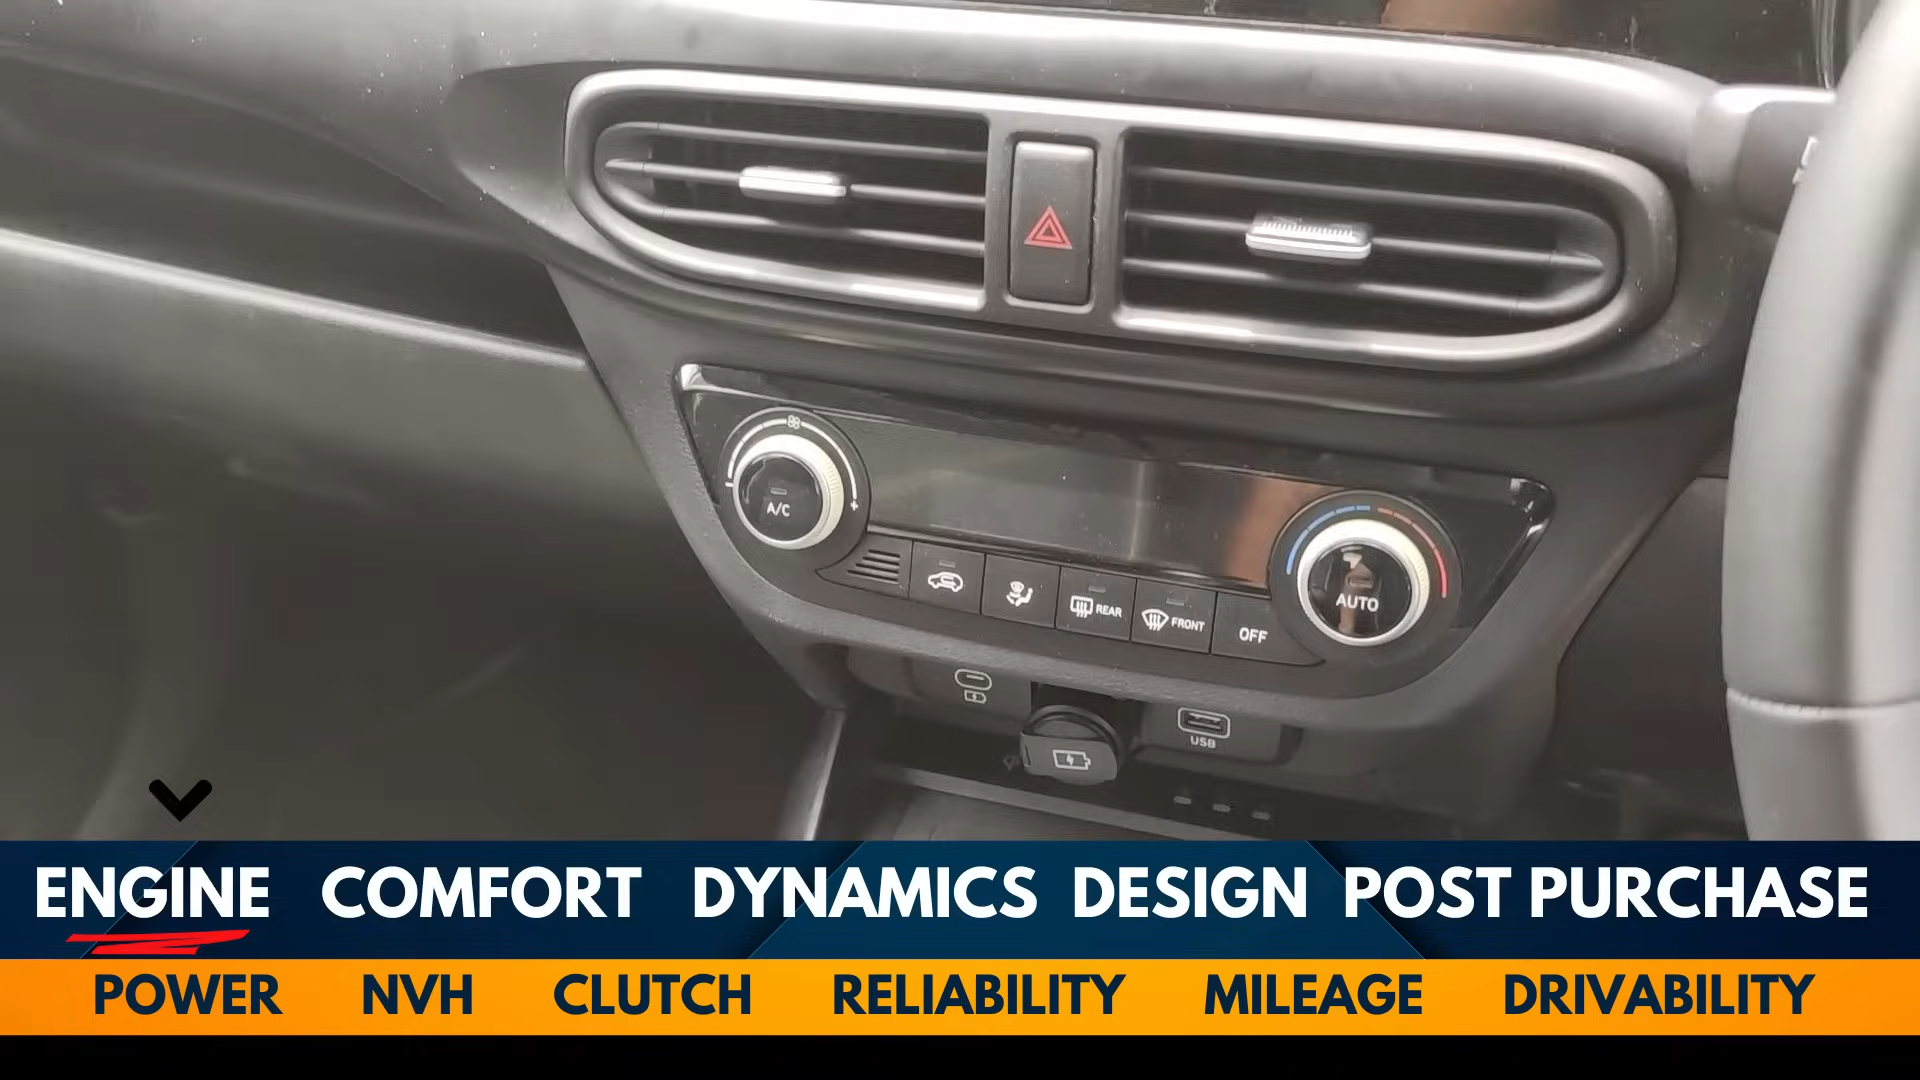 A/C
AUTO
REAR
FRONT
OFF
USB
ENGINE COMFORT DYNAMICS DESIGN POST PURCHASE
POWER NVH CLUTCH RELIABILITY MILEAGE DRIVABILITY